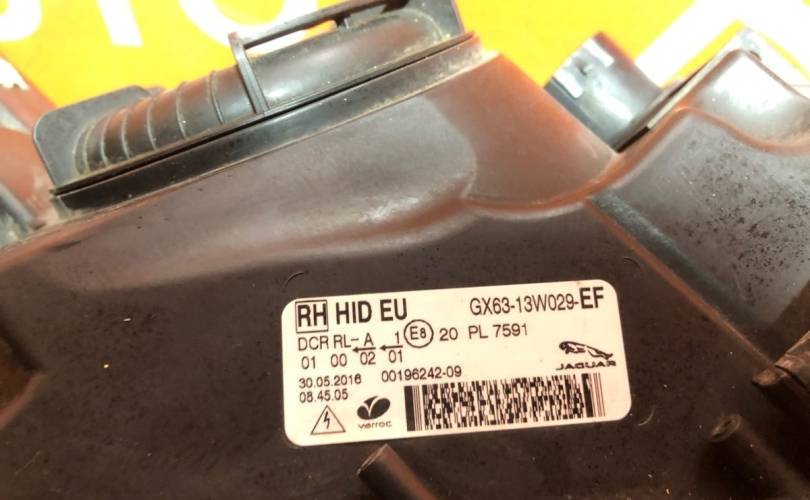 RH HID EU GX63-13W029-EF
DCR RL-A 1 E8 20 PL 7591
01 00 02 01
30.05.2016 00196242-09
08.45.05
JAGUAR
varroc